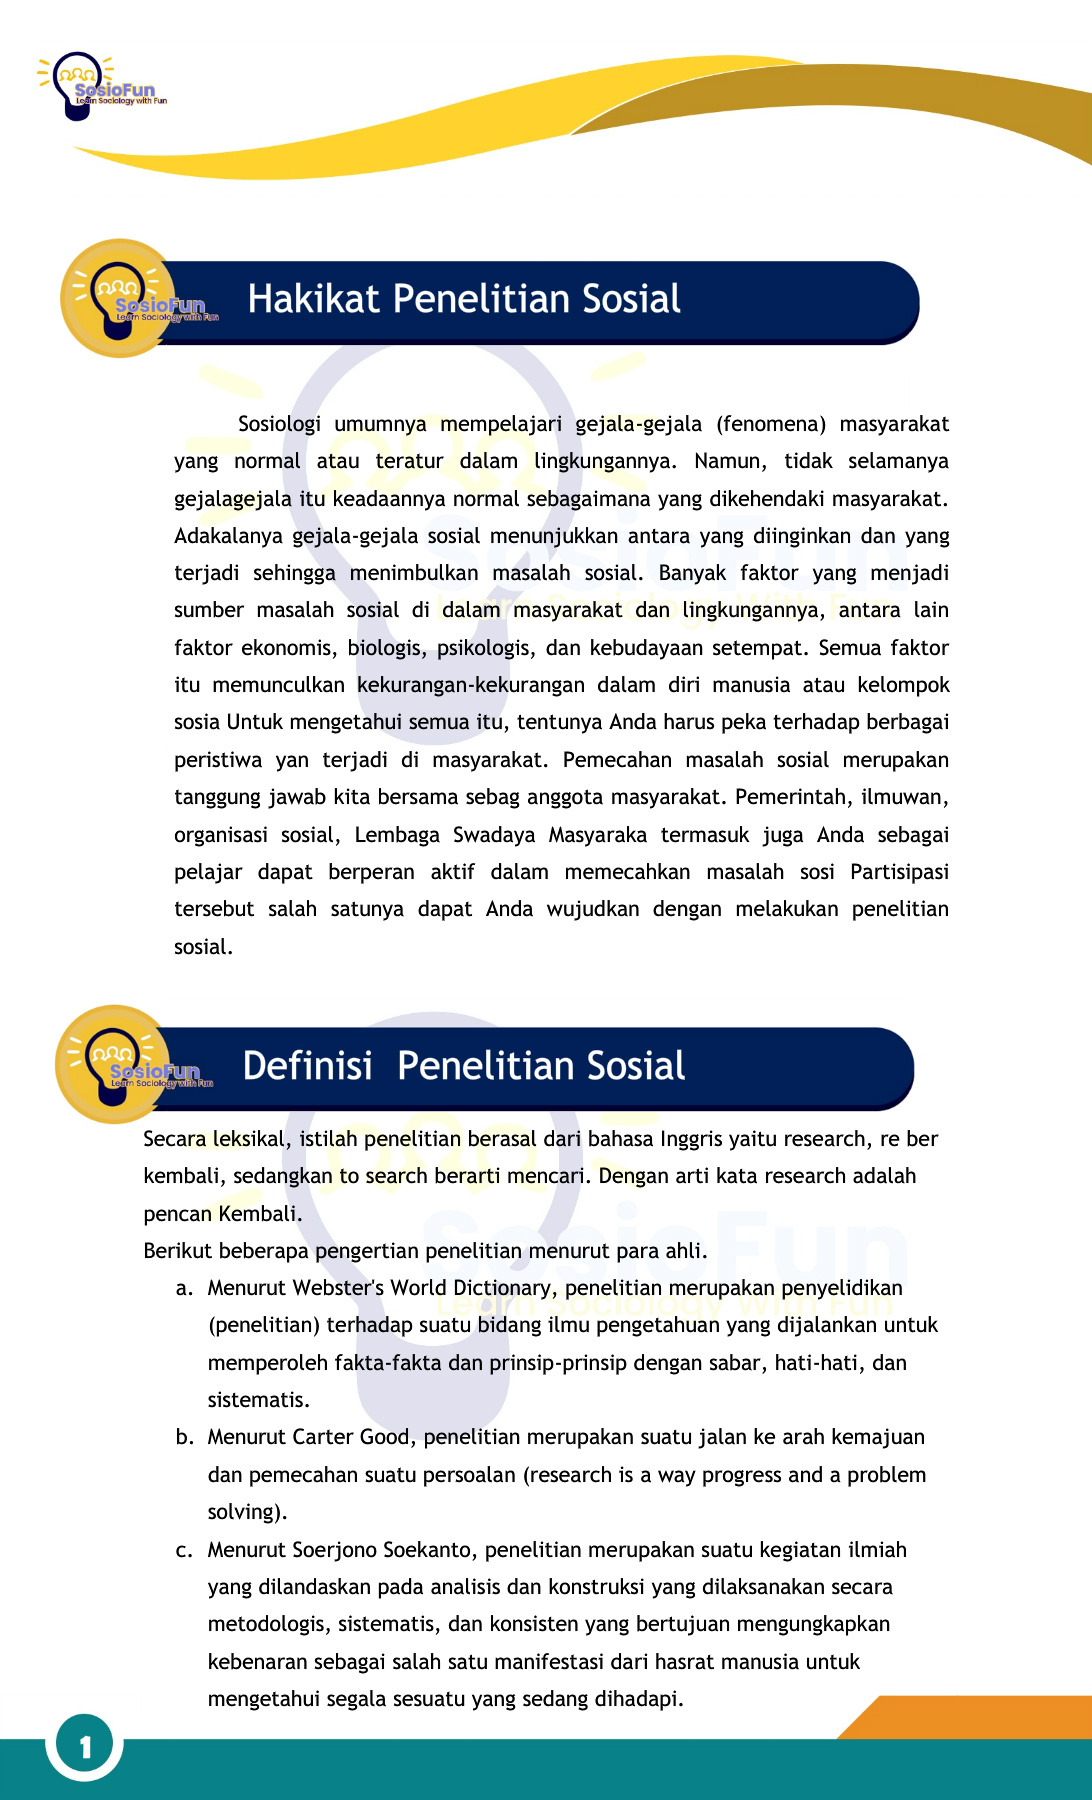 SosioFun
Learn Sociology with Fun
SosioFun
Learn Sociology with Fun
Hakikat Penelitian Sosial
Sosiologi umumnya mempelajari gejala-gejala (fenomena) masyarakat
yang normal atau teratur dalam lingkungannya. Namun, tidak selamanya
gejalagejala itu keadaannya normal sebagaimana yang dikehendaki masyarakat.
Adakalanya gejala-gejala sosial menunjukkan antara yang diinginkan dan yang
terjadi sehingga menimbulkan masalah sosial. Banyak faktor yang menjadi
sumber masalah sosial di dalam masyarakat dan lingkungannya, antara lain
faktor ekonomis, biologis, psikologis, dan kebudayaan setempat. Semua faktor
itu memunculkan kekurangan-kekurangan dalam diri manusia atau kelompok
sosia Untuk mengetahui semua itu, tentunya Anda harus peka terhadap berbagai
peristiwa yan terjadi di masyarakat. Pemecahan masalah sosial merupakan
tanggung jawab kita bersama sebag anggota masyarakat. Pemerintah, ilmuwan,
organisasi sosial, Lembaga Swadaya Masyaraka termasuk juga Anda sebagai
pelajar dapat berperan aktif dalam memecahkan masalah sosi Partisipasi
tersebut salah satunya dapat Anda wujudkan dengan melakukan penelitian
sosial.
SosioFun
Learn Sociology With Fun
SosioFun
Learn Sociology with Fun
Definisi Penelitian Sosial
Secara leksikal, istilah penelitian berasal dari bahasa Inggris yaitu research, re ber
kembali, sedangkan to search berarti mencari. Dengan arti kata research adalah
pencan Kembali.
Berikut beberapa pengertian penelitian menurut para ahli.
a. Menurut Webster's World Dictionary, penelitian merupakan penyelidikan
(penelitian) terhadap suatu bidang ilmu pengetahuan yang dijalankan untuk
memperoleh fakta-fakta dan prinsip-prinsip dengan sabar, hati-hati, dan
sistematis.
b. Menurut Carter Good, penelitian merupakan suatu jalan ke arah kemajuan
dan pemecahan suatu persoalan (research is a way progress and a problem
solving).
c. Menurut Soerjono Soekanto, penelitian merupakan suatu kegiatan ilmiah
yang dilandaskan pada analisis dan konstruksi yang dilaksanakan secara
metodologis, sistematis, dan konsisten yang bertujuan mengungkapkan
kebenaran sebagai salah satu manifestasi dari hasrat manusia untuk
mengetahui segala sesuatu yang sedang dihadapi.
SosioFun
Learn Sociology With Fun
1